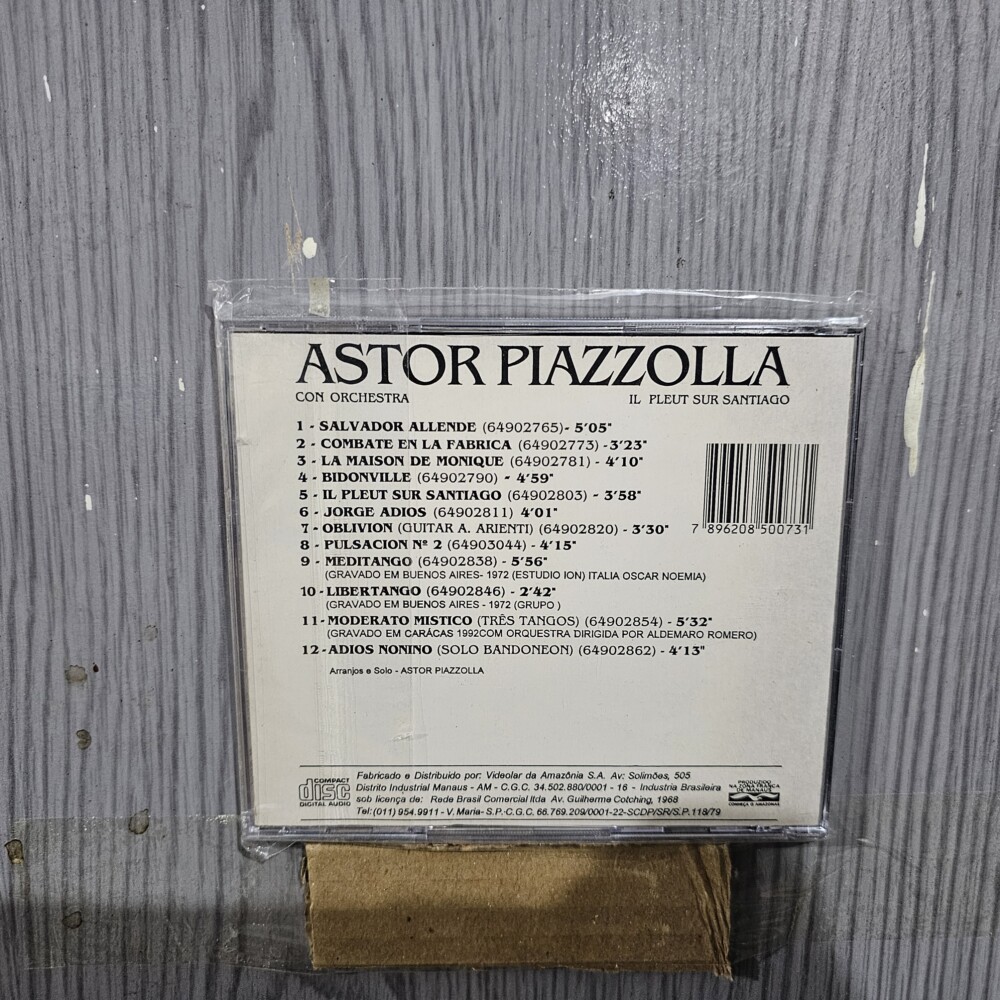 ASTOR PIAZZOLLA
CON ORCHESTRA IL PLEUT SUR SANTIAGO
1 - SALVADOR ALLENDE (64902765)- 5'05"
2 - COMBATE EN LA FABRICA (64902773) -3'23"
3 - LA MAISON DE MONIQUE (64902781) - 4'10"
4 - BIDONVILLE (64902790) - 4'59"
5 - IL PLEUT SUR SANTIAGO (64902803) - 3'58"
6 - JORGE ADIOS (64902811) 4'01"
7 - OBLIVION (GUITAR A. ARIENTI) (64902820) - 3'30"
8 - PULSACION Nº 2 (64903044) - 4'15"
9 - MEDITANGO (64902838) - 5'56"
(GRAVADO EM BUENOS AIRES- 1972 (ESTUDIO ION) ITALIA OSCAR NOEMIA)
10 - LIBERTANGO (64902846) - 2'42"
(GRAVADO EM BUENOS AIRES - 1972 (GRUPO )
11 - MODERATO MISTICO (TRÊS TANGOS) (64902854) - 5'32"
(GRAVADO EM CARÁCAS 1992COM ORQUESTRA DIRIGIDA POR ALDEMARO ROMERO)
12 - ADIOS NONINO (SOLO BANDONEON) (64902862) - 4'13"
Arranjos e Solo - ASTOR PIAZZOLLA
7 896208 500731
COMPACT
disc
DIGITAL AUDIO
Fabricado e Distribuido por: Videolar da Amazônia S.A. Av: Solimões, 505
Distrito Industrial Manaus - AM - C.G.C. 34.502.880/0001 - 16 - Industria Brasileira
sob licença de: Rede Brasil Comercial ltda Av. Guilherme Cotching, 1968
Tel:(011) 954.9911 - V. Maria- S.P.-C.G.C. 68.769.209/0001-22-SCDP/SR/S.P. 118/79
PRODUZIDO
NA ZONA FRANCA
DE MANAUS
CONHEÇA O AMAZONAS